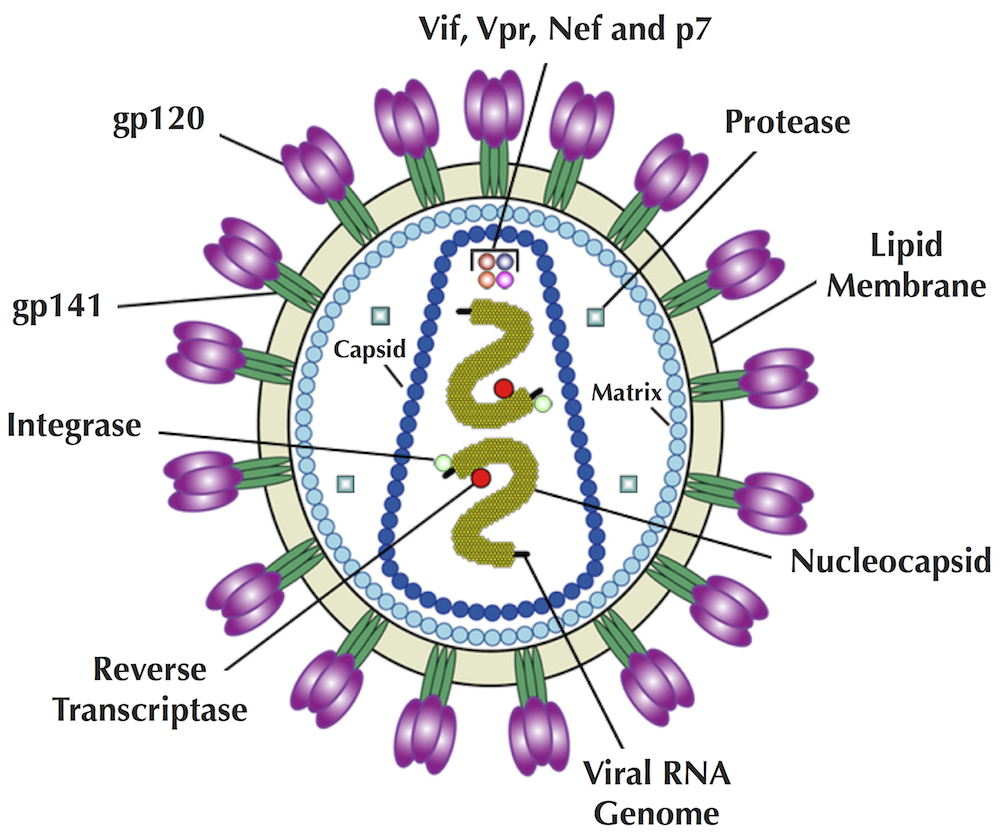 Vif, Vpr, Nef and p7
gp120
Protease
Lipid
Membrane
gp141
Capsid
Matrix
Integrase
Nucleocapsid
Reverse
Transcriptase
Viral RNA
Genome